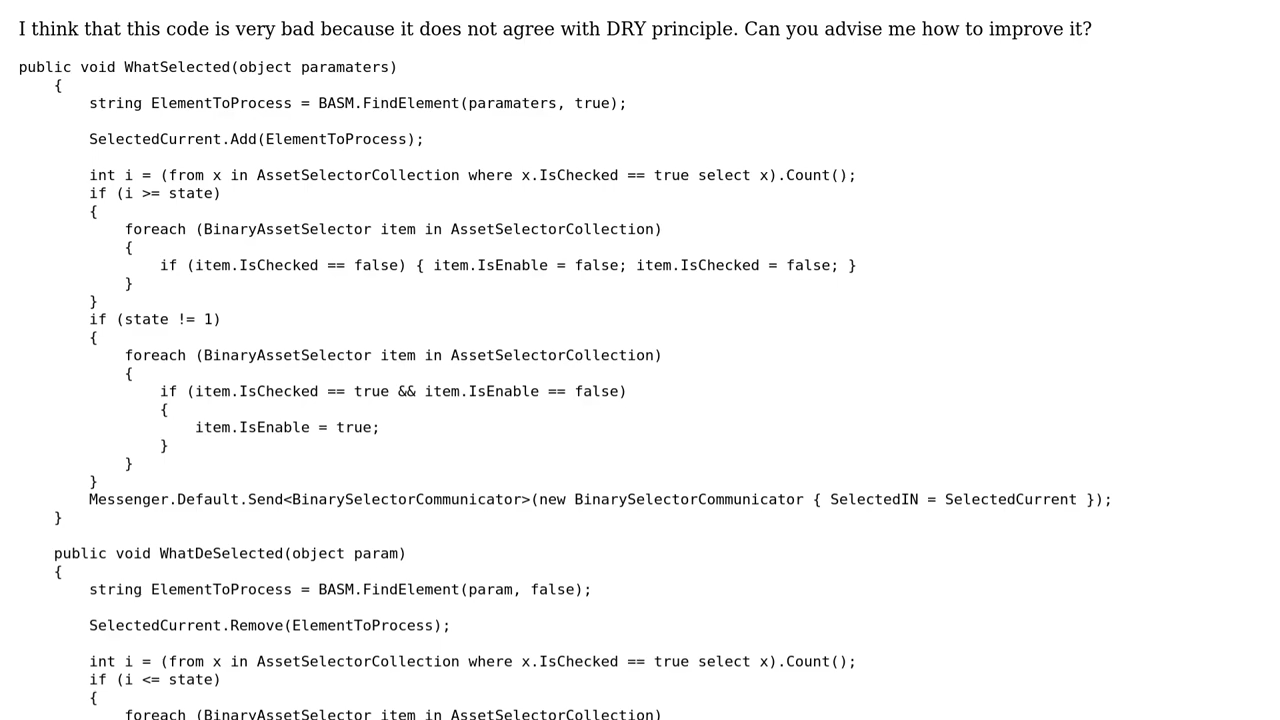 I think that this code is very bad because it does not agree with DRY principle. Can you advise me how to improve it?
public void WhatSelected(object paramaters)
    {
        string ElementToProcess = BASM.FindElement(paramaters, true);

        SelectedCurrent.Add(ElementToProcess);

        int i = (from x in AssetSelectorCollection where x.IsChecked == true select x).Count();
        if (i >= state)
        {
            foreach (BinaryAssetSelector item in AssetSelectorCollection)
            {
                if (item.IsChecked == false) { item.IsEnable = false; item.IsChecked = false; }
            }
        }
        if (state != 1)
        {
            foreach (BinaryAssetSelector item in AssetSelectorCollection)
            {
                if (item.IsChecked == true && item.IsEnable == false)
                {
                    item.IsEnable = true;
                }
            }
        }
        Messenger.Default.Send<BinarySelectorCommunicator>(new BinarySelectorCommunicator { SelectedIN = SelectedCurrent });
    }

    public void WhatDeSelected(object param)
    {
        string ElementToProcess = BASM.FindElement(param, false);

        SelectedCurrent.Remove(ElementToProcess);

        int i = (from x in AssetSelectorCollection where x.IsChecked == true select x).Count();
        if (i <= state)
        {
            foreach (BinaryAssetSelector item in AssetSelectorCollection)